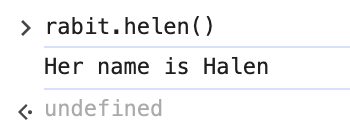 rabit.helen()
Her name is Halen
undefined